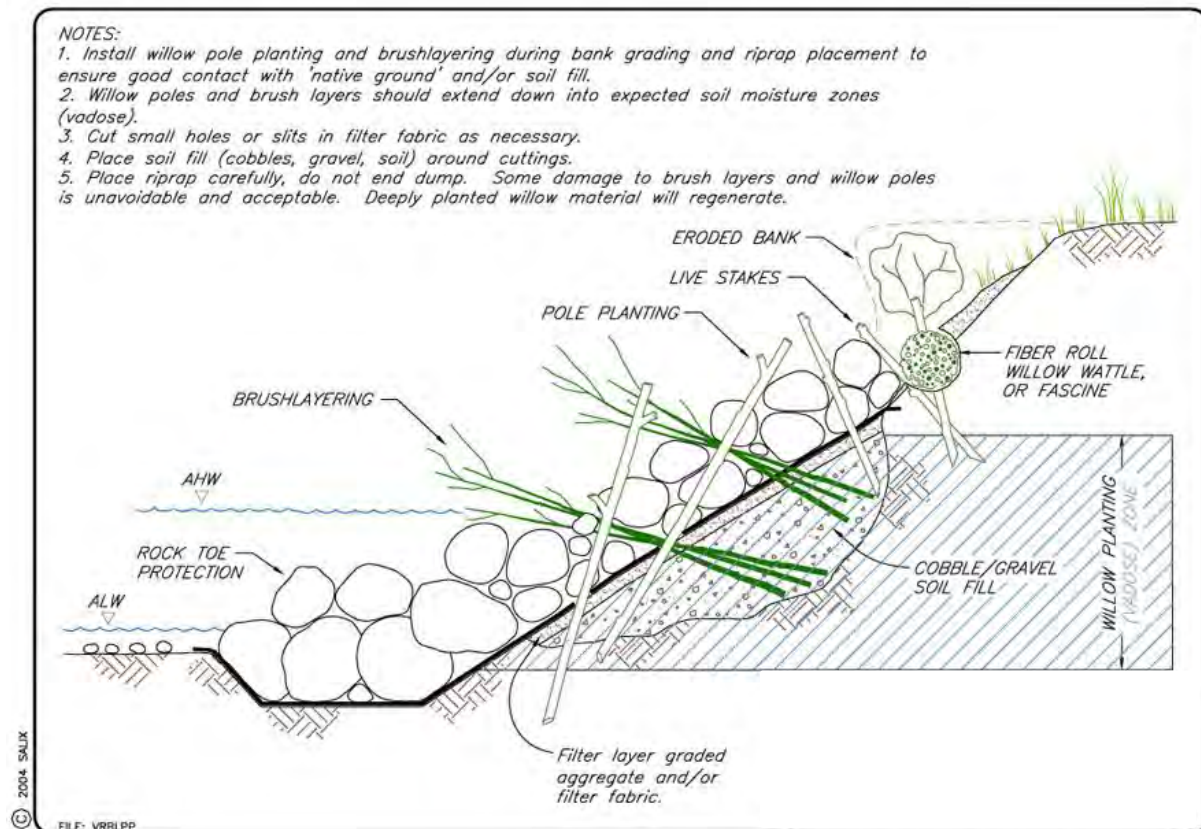 NOTES:
1. Install willow pole planting and brushlayering during bank grading and riprap placement to
ensure good contact with 'native ground' and/or soil fill.
2. Willow poles and brush layers should extend down into expected soil moisture zones
(vadose).
3. Cut small holes or slits in filter fabric as necessary.
4. Place soil fill (cobbles, gravel, soil) around cuttings.
5. Place riprap carefully, do not end dump. Some damage to brush layers and willow poles
is unavoidable and acceptable. Deeply planted willow material will regenerate.
ERODED BANK
LIVE STAKES
POLE PLANTING
FIBER ROLL
WILLOW WATTLE,
OR FASCINE
BRUSHLAYERING
AHW
ROCK TOE
PROTECTION
ALW
COBBLE/GRAVEL
SOIL FILL
WILLOW PLANTING
(VADOSE) ZONE
Filter layer graded
aggregate and/or
filter fabric.
© 2004 SALIX
FILE: VRBLPP